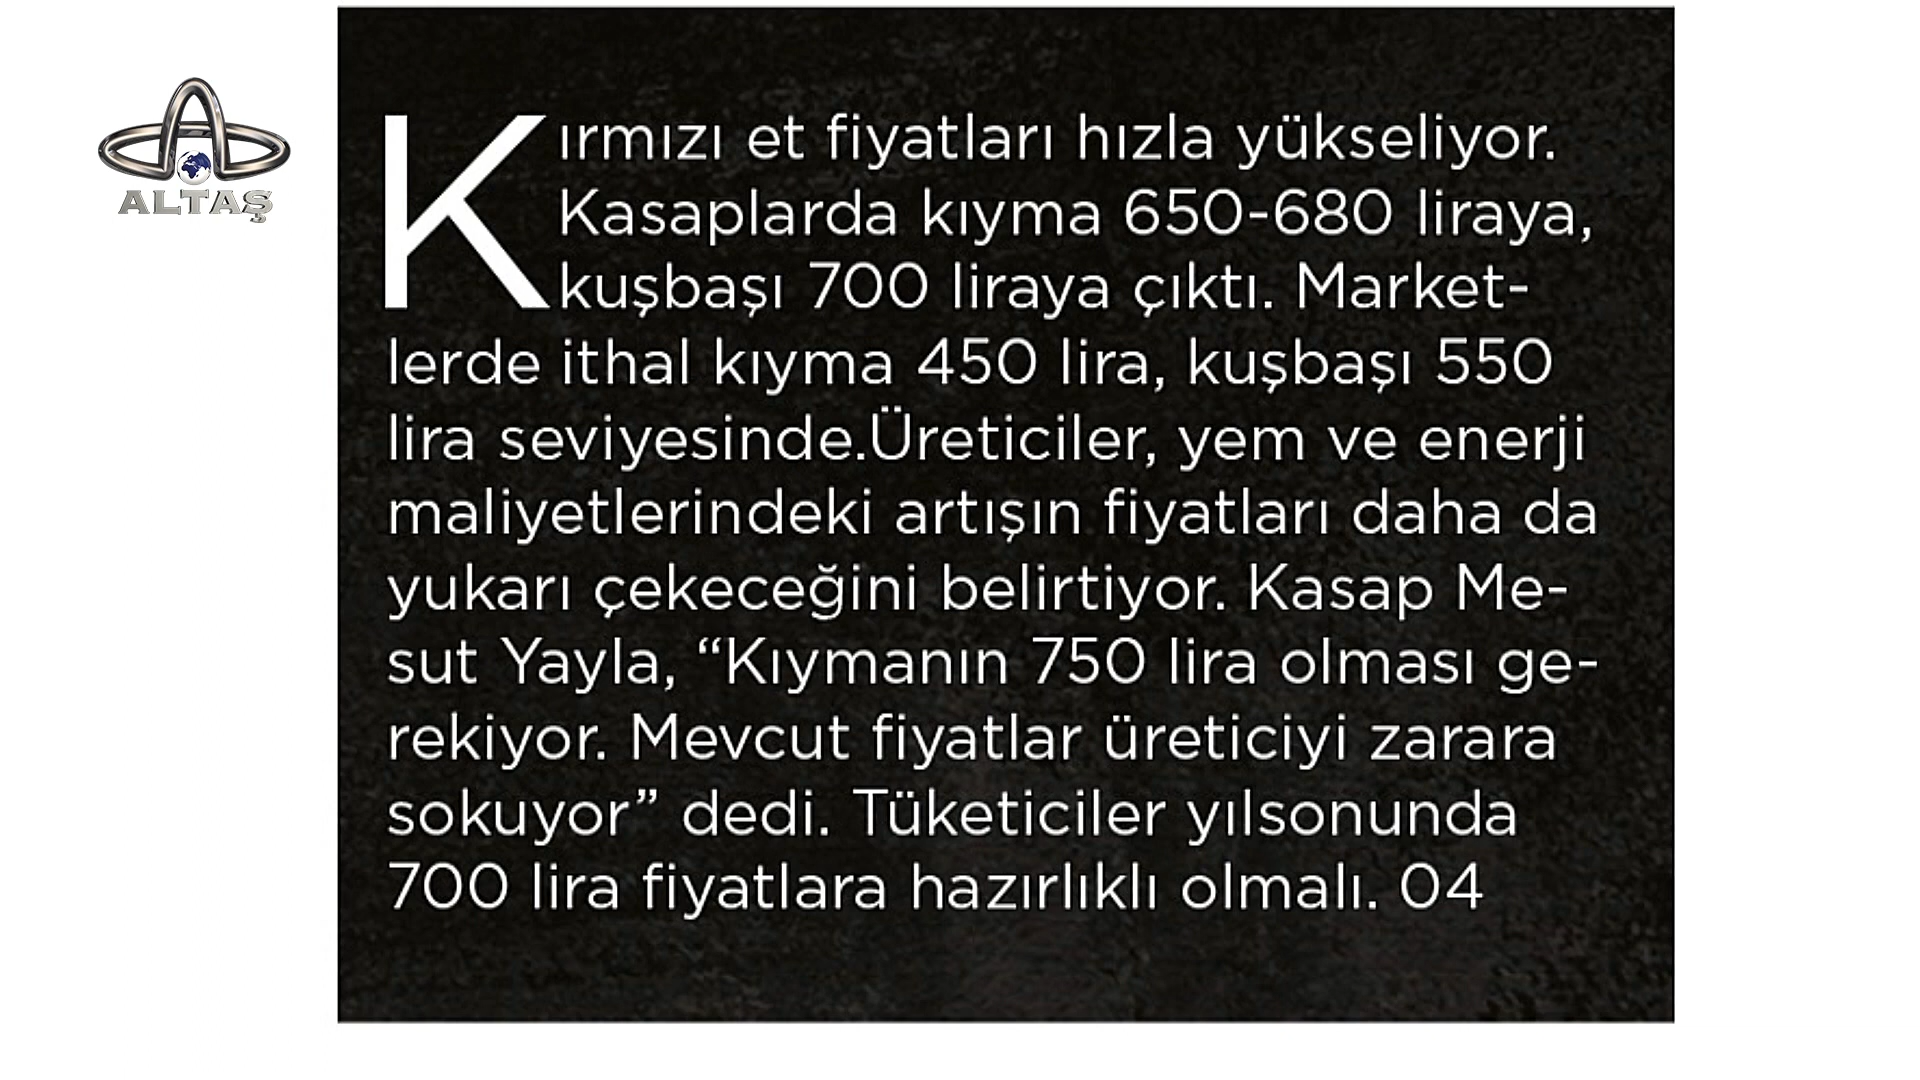 ALTAŞ
Kırmızı et fiyatları hızla yükseliyor.
Kasaplarda kıyma 650-680 liraya,
kuşbaşı 700 liraya çıktı. Market-
lerde ithal kıyma 450 lira, kuşbaşı 550
lira seviyesinde.Üreticiler, yem ve enerji
maliyetlerindeki artışın fiyatları daha da
yukarı çekeceğini belirtiyor. Kasap Me-
sut Yayla, “Kıymanın 750 lira olması ge-
rekiyor. Mevcut fiyatlar üreticiyi zarara
sokuyor” dedi. Tüketiciler yılsonunda
700 lira fiyatlara hazırlıklı olmalı. 04